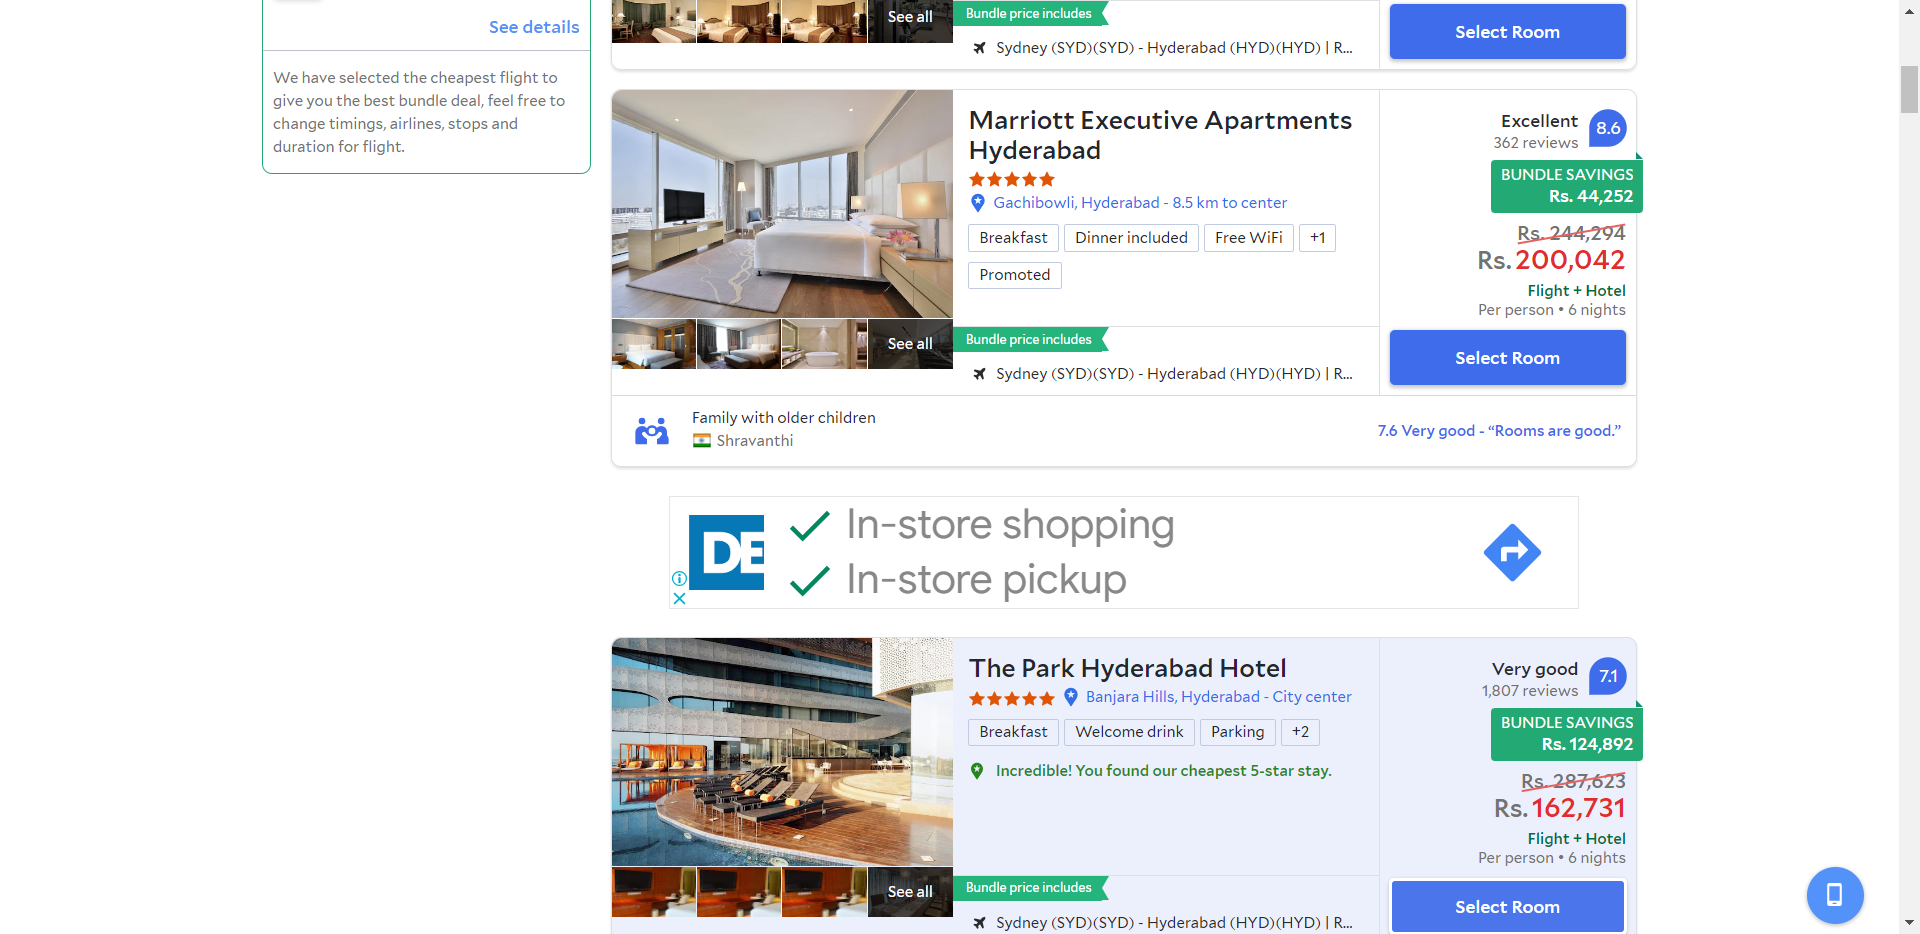 See details
We have selected the cheapest flight to
give you the best bundle deal, feel free to
change timings, airlines, stops and
duration for flight.
See all
Bundle price includes
Sydney (SYD)(SYD) - Hyderabad (HYD)(HYD) | R...
Select Room
Marriott Executive Apartments
Hyderabad
Gachibowli, Hyderabad - 8.5 km to center
Breakfast
Dinner included
Free WiFi
+1
Promoted
Excellent
362 reviews
8.6
BUNDLE SAVINGS
Rs. 44,252
Rs. 244,294
Rs. 200,042
Flight + Hotel
Per person • 6 nights
See all
Bundle price includes
Sydney (SYD)(SYD) - Hyderabad (HYD)(HYD) | R...
Select Room
Family with older children
Shravanthi
7.6 Very good - “Rooms are good.”
DE
In-store shopping
In-store pickup
The Park Hyderabad Hotel
Banjara Hills, Hyderabad - City center
Breakfast
Welcome drink
Parking
+2
Incredible! You found our cheapest 5-star stay.
Very good
1,807 reviews
7.1
BUNDLE SAVINGS
Rs. 124,892
Rs. 287,623
Rs. 162,731
Flight + Hotel
Per person • 6 nights
See all
Bundle price includes
Sydney (SYD)(SYD) - Hyderabad (HYD)(HYD) | R...
Select Room